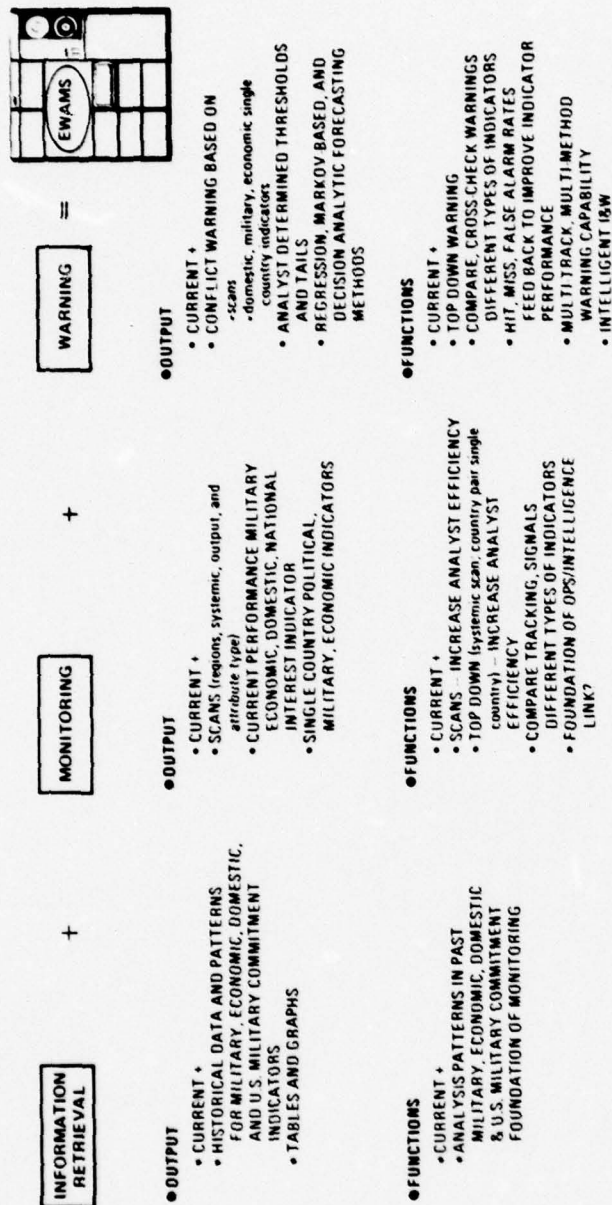 INFORMATION
RETRIEVAL
+
MONITORING
+
WARNING
=
EWAMS
●OUTPUT
• CURRENT +
• HISTORICAL DATA AND PATTERNS
FOR MILITARY, ECONOMIC, DOMESTIC,
AND U.S. MILITARY COMMITMENT
INDICATORS
• TABLES AND GRAPHS
●OUTPUT
• CURRENT +
• SCANS (regions, systemic, output, and
attribute type)
• CURRENT PERFORMANCE MILITARY
ECONOMIC, DOMESTIC, NATIONAL
INTEREST INDICATOR
• SINGLE COUNTRY POLITICAL,
MILITARY, ECONOMIC INDICATORS
●OUTPUT
• CURRENT +
• CONFLICT WARNING BASED ON
•scans
•domestic, military, economic single
country indicators
• ANALYST DETERMINED THRESHOLDS
AND TAILS
• REGRESSION, MARKOV BASED, AND
DECISION ANALYTIC FORECASTING
METHODS
●FUNCTIONS
• CURRENT +
• ANALYSIS PATTERNS IN PAST
MILITARY, ECONOMIC, DOMESTIC
& U.S. MILITARY COMMITMENT
FOUNDATION OF MONITORING
●FUNCTIONS
• CURRENT +
• SCANS – INCREASE ANALYST EFFICIENCY
• TOP DOWN (systemic scan; country pair single
country) – INCREASE ANALYST
EFFICIENCY
• COMPARE TRACKING, SIGNALS
DIFFERENT TYPES OF INDICATORS
• FOUNDATION OF OPS/INTELLIGENCE
LINK?
●FUNCTIONS
• CURRENT +
• TOP DOWN WARNING
• COMPARE, CROSS-CHECK WARNINGS
DIFFERENT TYPES OF INDICATORS
• HIT, MISS, FALSE ALARM RATES
FEED BACK TO IMPROVE INDICATOR
PERFORMANCE
• MULTI TRACK, MULTI-METHOD
WARNING CAPABILITY
• INTELLIGENT I&W